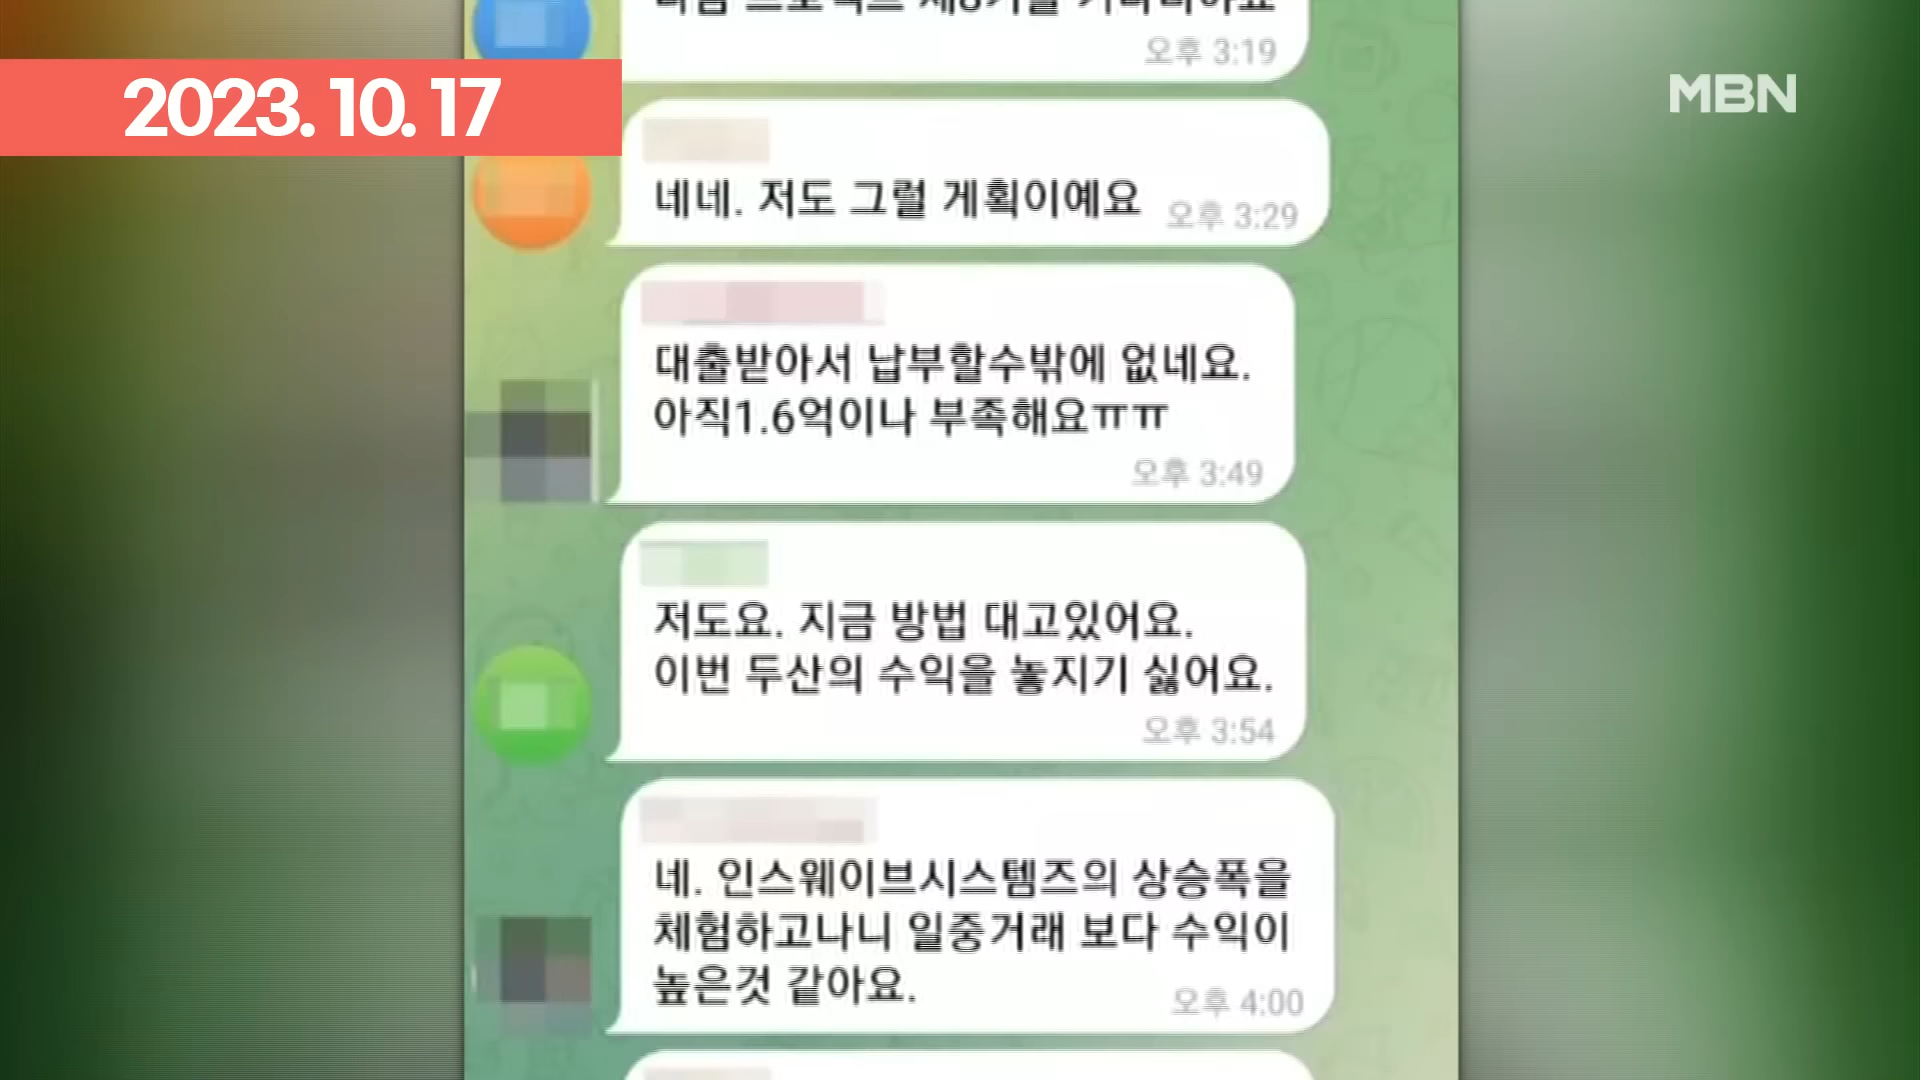 오후 3:19
2023. 10. 17
MBN
네네. 저도 그럴 게획이예요
오후 3:29
대출받아서 납부할수밖에 없네요.
아직1.6억이나 부족해요ㅠㅠ
오후 3:49
저도요. 지금 방법 대고있어요.
이번 두산의 수익을 놓지기 싫어요.
오후 3:54
네. 인스웨이브시스템즈의 상승폭을
체험하고나니 일중거래 보다 수익이
높은것 같아요.
오후 4:00